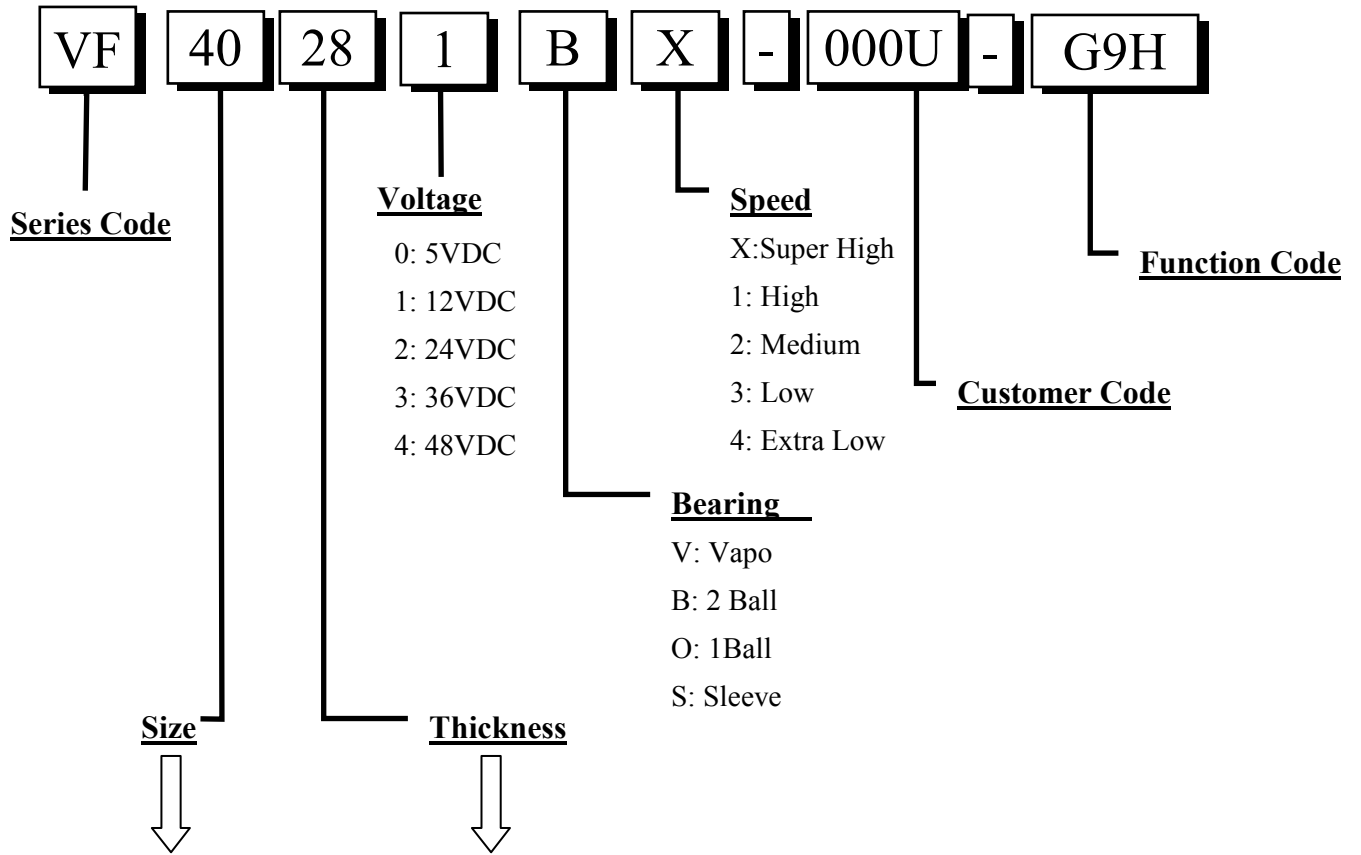 VF 40 28 1 B X - 000U - G9H
Series Code
Voltage
0: 5VDC
1: 12VDC
2: 24VDC
3: 36VDC
4: 48VDC
Speed
X:Super High
1: High
2: Medium
3: Low
4: Extra Low
Function Code
Customer Code
Bearing
V: Vapo
B: 2 Ball
O: 1Ball
S: Sleeve
Size
Thickness